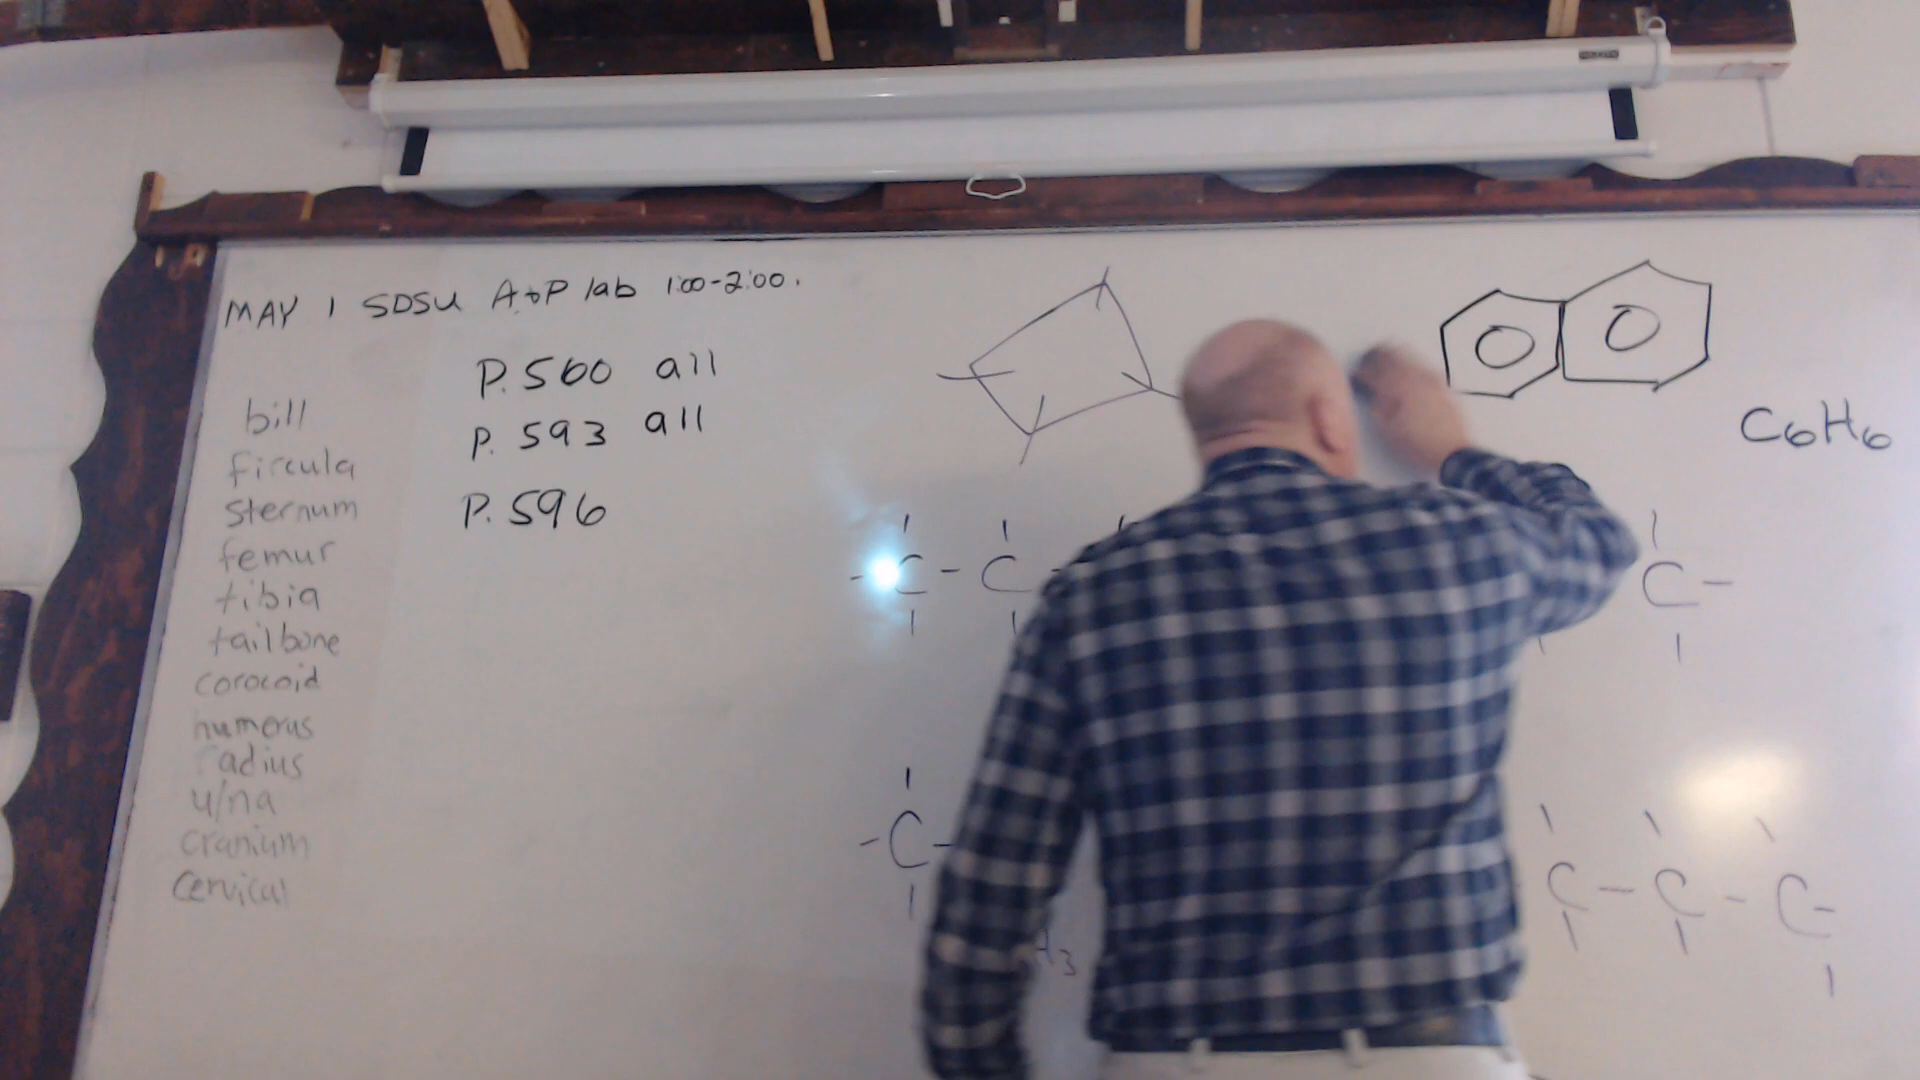 MAY 1 SDSU A+P lab 1:00-2:00.
P. 560 all
P. 593 all
P. 596
bill
fircula
sternum
femur
tibia
tailbone
corocoid
humerus
radius
ulna
cranium
Cervical
C6H6
- C - C -
C -
- C -
H3
C - C - C -